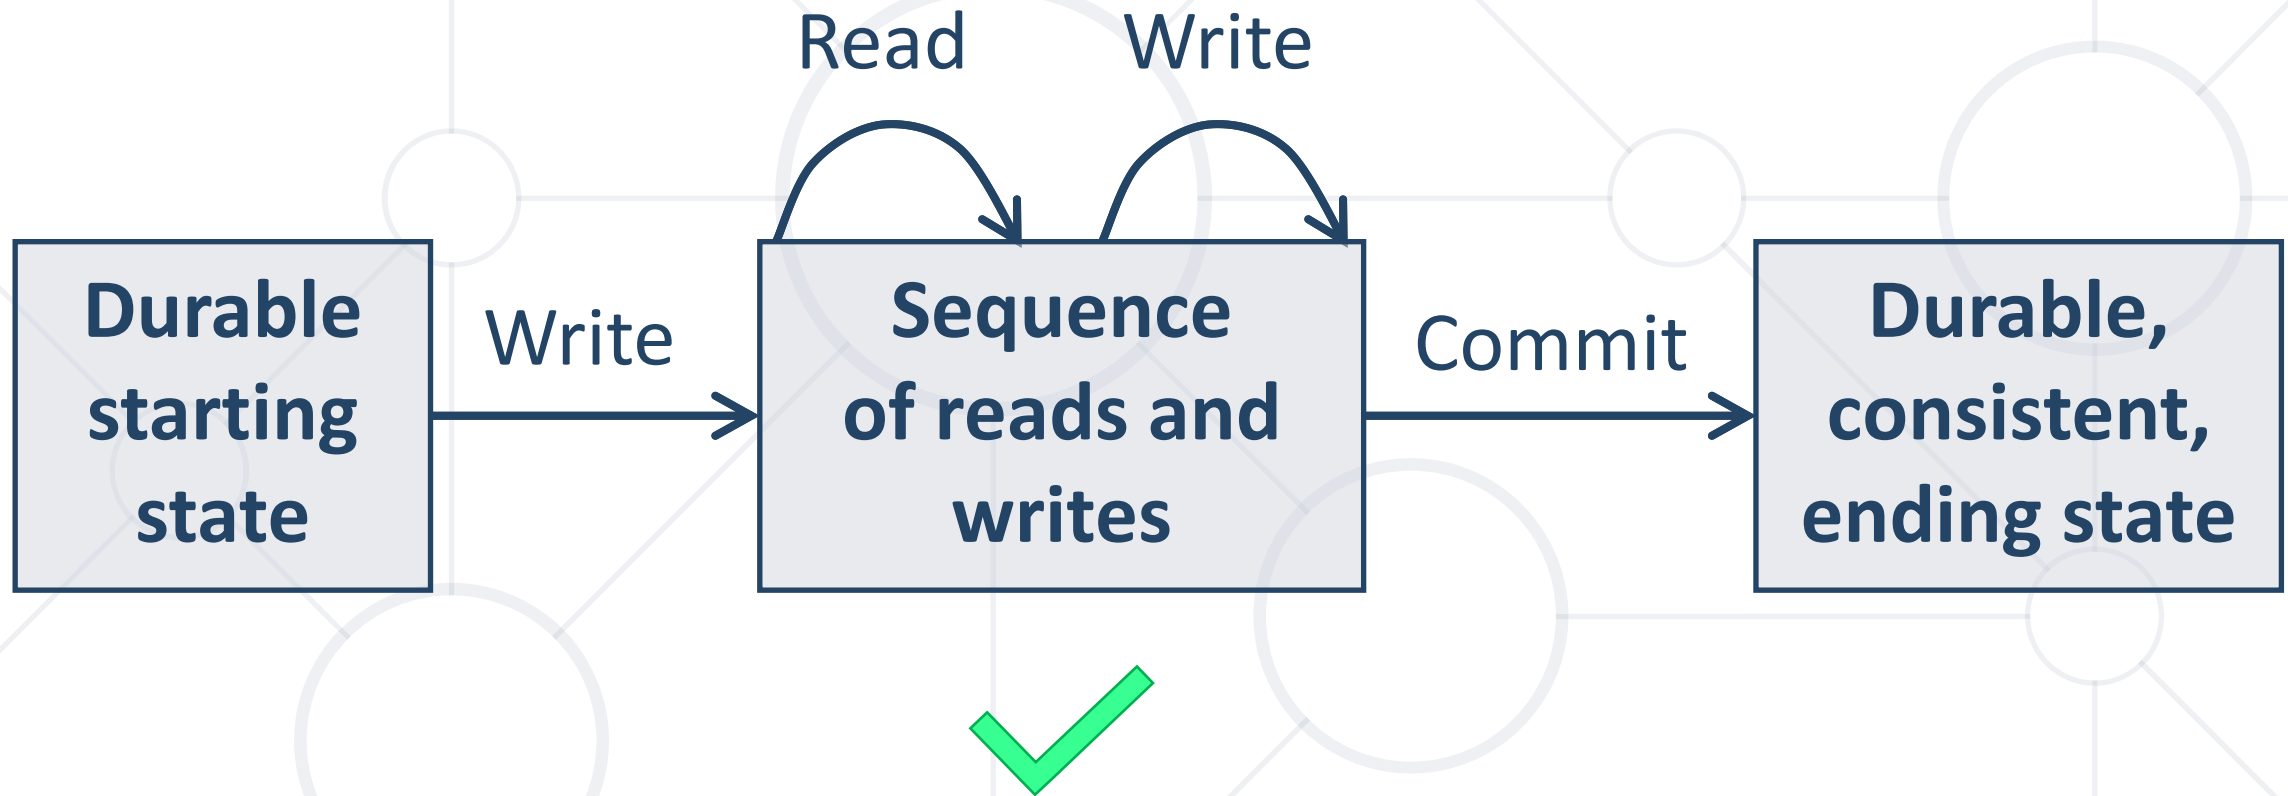 Read
Write
Durable
starting
state
Write
Sequence
of reads and
writes
Commit
Durable,
consistent,
ending state